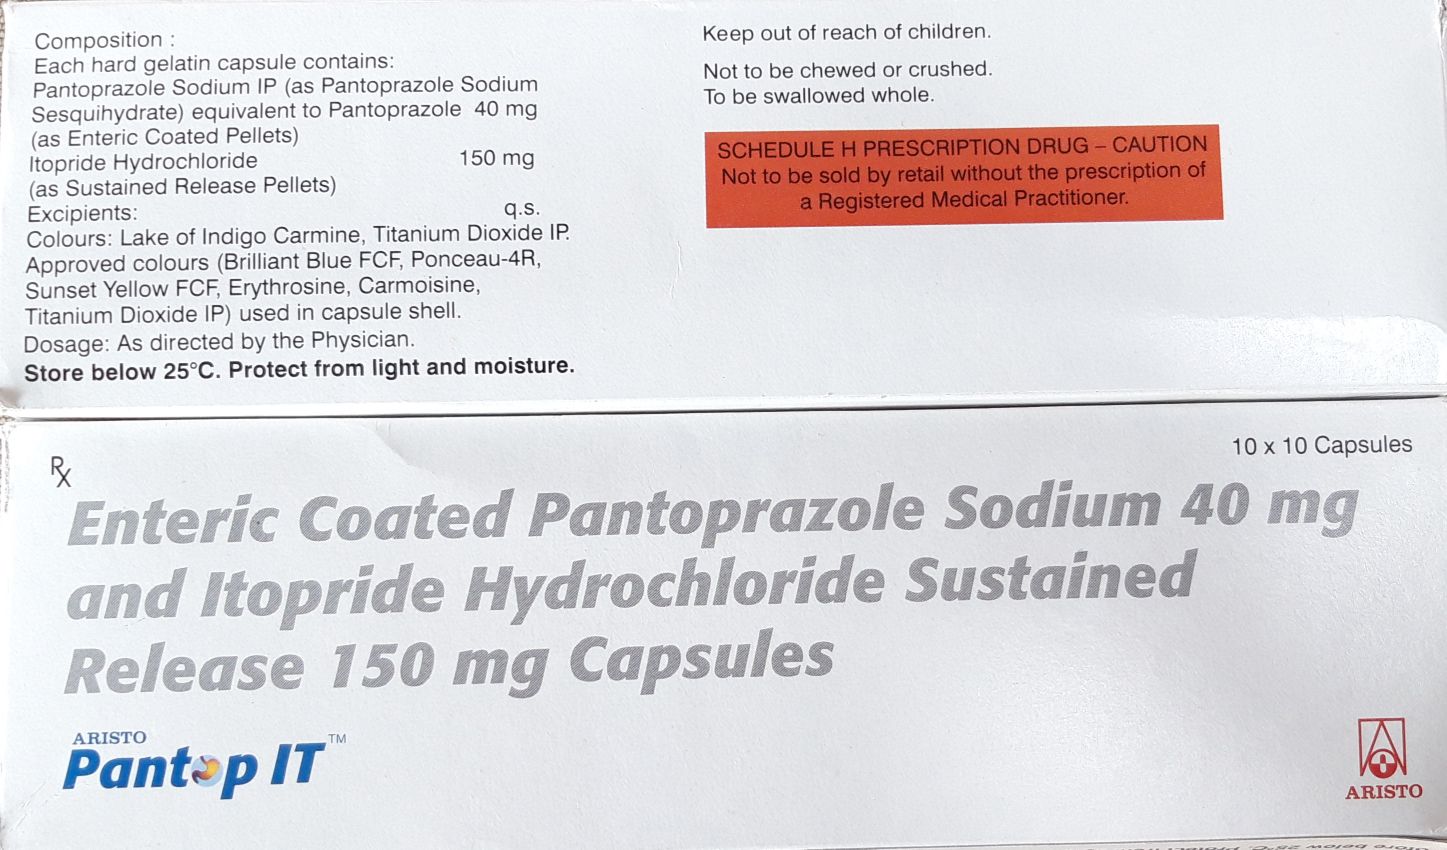 Composition :
Each hard gelatin capsule contains:
Pantoprazole Sodium IP (as Pantoprazole Sodium
Sesquihydrate) equivalent to Pantoprazole 40 mg
(as Enteric Coated Pellets)
Itopride Hydrochloride 150 mg
(as Sustained Release Pellets)
Excipients: q.s.
Colours: Lake of Indigo Carmine, Titanium Dioxide IP.
Approved colours (Brilliant Blue FCF, Ponceau-4R,
Sunset Yellow FCF, Erythrosine, Carmoisine,
Titanium Dioxide IP) used in capsule shell.
Dosage: As directed by the Physician.
Store below 25°C. Protect from light and moisture.
Keep out of reach of children.
Not to be chewed or crushed.
To be swallowed whole.
SCHEDULE H PRESCRIPTION DRUG – CAUTION
Not to be sold by retail without the prescription of
a Registered Medical Practitioner.
Rx
10 x 10 Capsules
Enteric Coated Pantoprazole Sodium 40 mg
and Itopride Hydrochloride Sustained
Release 150 mg Capsules
ARISTO
Pantop IT™
ARISTO